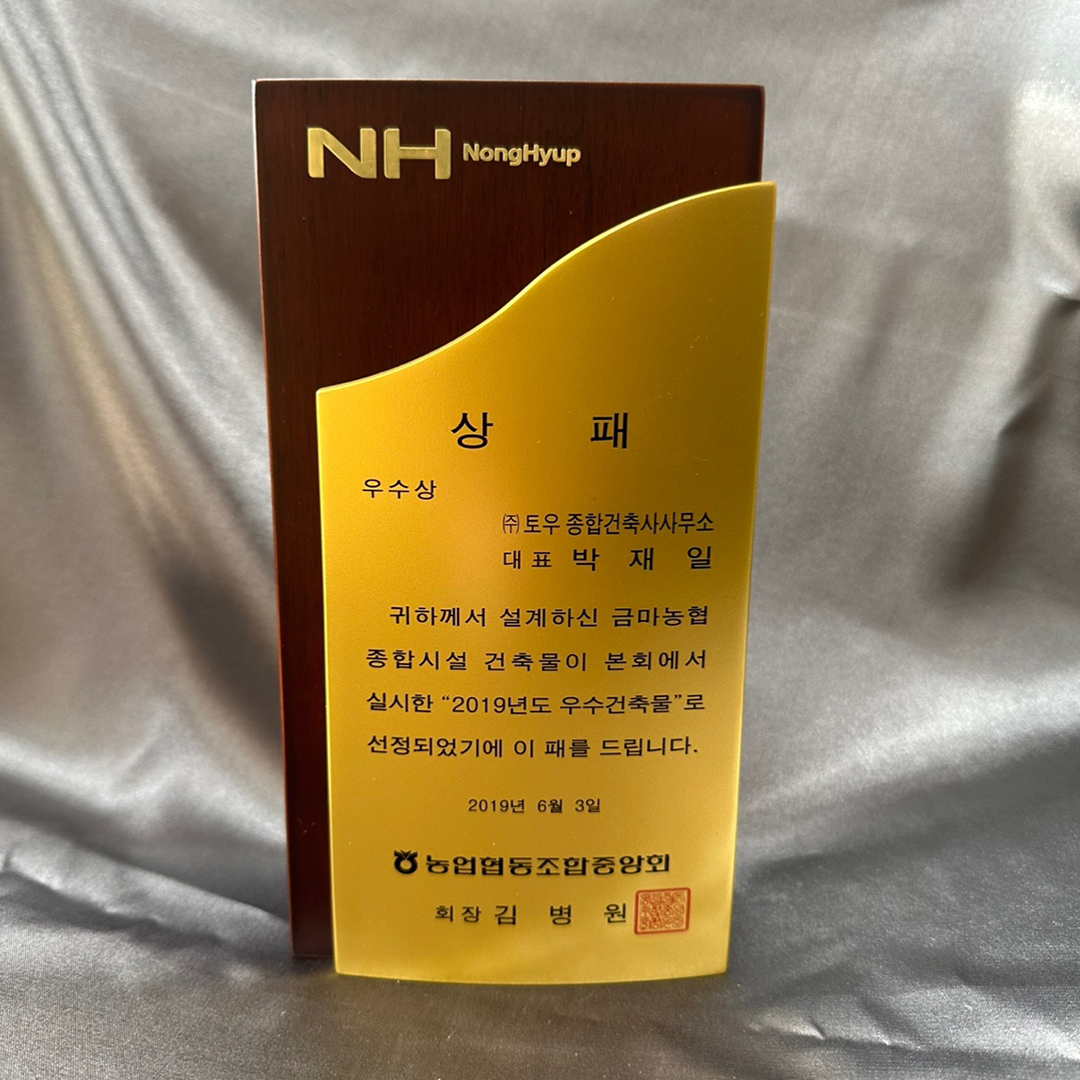 NH NongHyup
상 패
우수상
㈜토우 종합건축사사무소
대표 박 재 일
귀하께서 설계하신 금마농협
종합시설 건축물이 본회에서
실시한 “2019년도 우수건축물”로
선정되었기에 이 패를 드립니다.
2019년 6월 3일
농업협동조합중앙회
회장 김 병 원